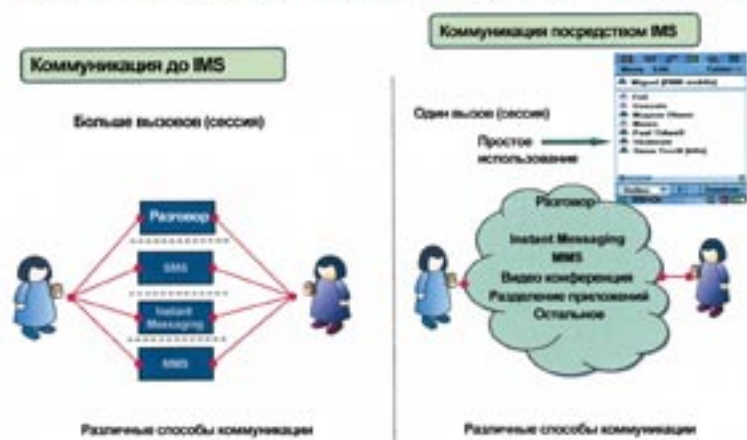 Коммуникация до IMS
Больше вызовов (сессия)
Разговор
SMS
Instant
Messaging
MMS
Различные способы коммуникации
Коммуникация посредством IMS
Один вызов (сессия)
Простое
использование
Разговор
Instant Messaging
MMS
Видео конференция
Разделение приложений
Остальное
Различные способы коммуникации